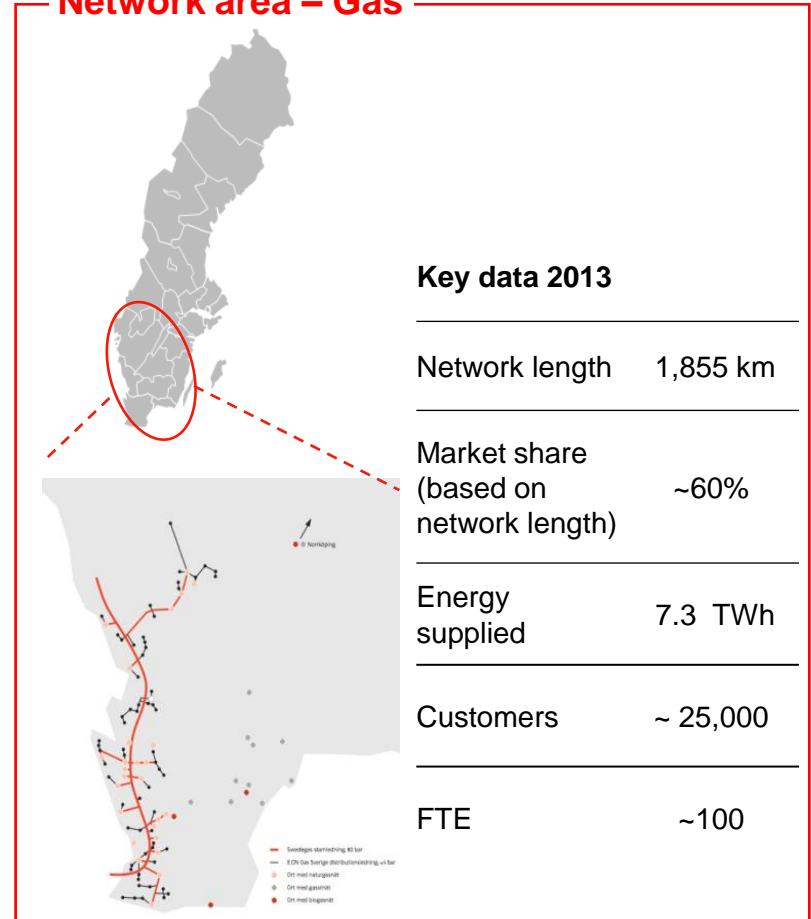 Network area – Gas
Key data 2013
Network length 1,855 km
Market share
(based on
network length) ~60%
Energy
supplied 7.3 TWh
Customers ~ 25,000
FTE ~100
Norrköping
Swedegas stamledning, 80 bar
E.ON Gas Sverige distributionsledning, <4 bar
Ort med naturgasnät
Ort med gasolnät
Ort med biogasnät